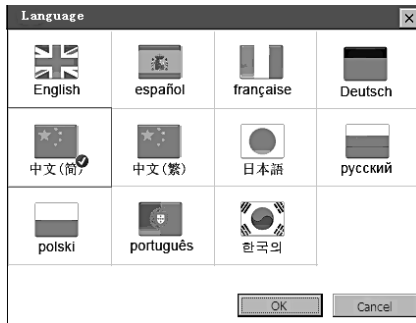 Language
English
español
française
Deutsch
中文(简)
中文(繁)
日本語
русский
polski
português
한국의
OK
Cancel